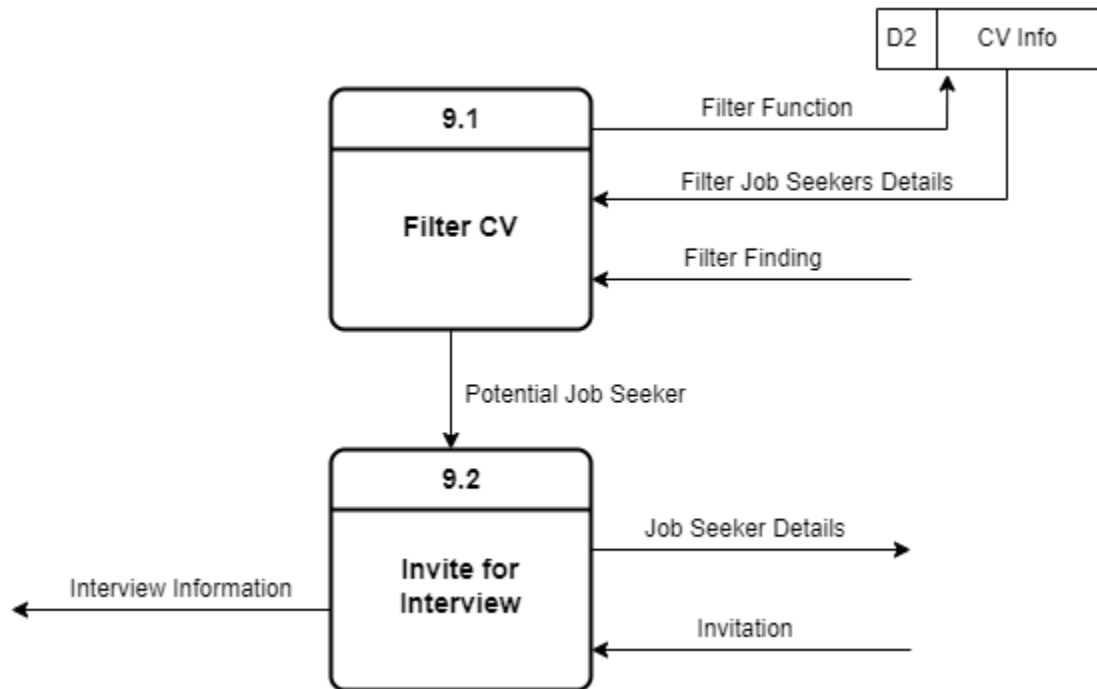 D2
CV Info
9.1
Filter Function
Filter Job Seekers Details
Filter CV
Filter Finding
Potential Job Seeker
9.2
Job Seeker Details
Invite for
Interview
Interview Information
Invitation